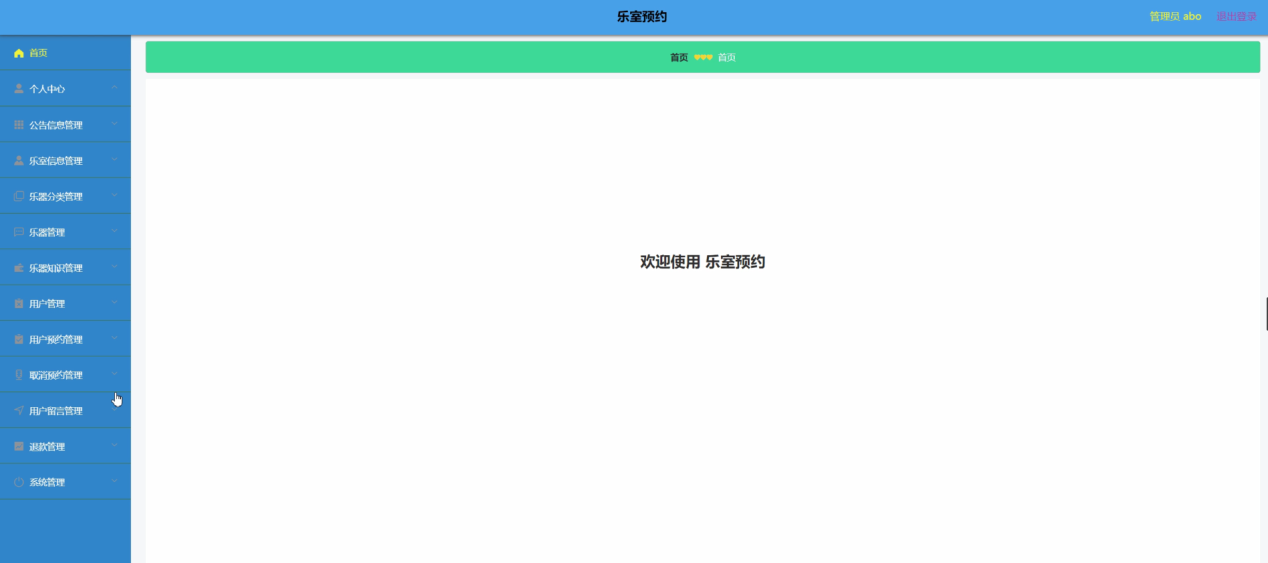 乐室预约
管理员 abo 退出登录
首页
首页 首页
个人中心
公告信息管理
乐室信息管理
乐器分类管理
乐器管理
欢迎使用 乐室预约
乐器知识管理
用户管理
用户预约管理
取消预约管理
用户留言管理
退款管理
系统管理